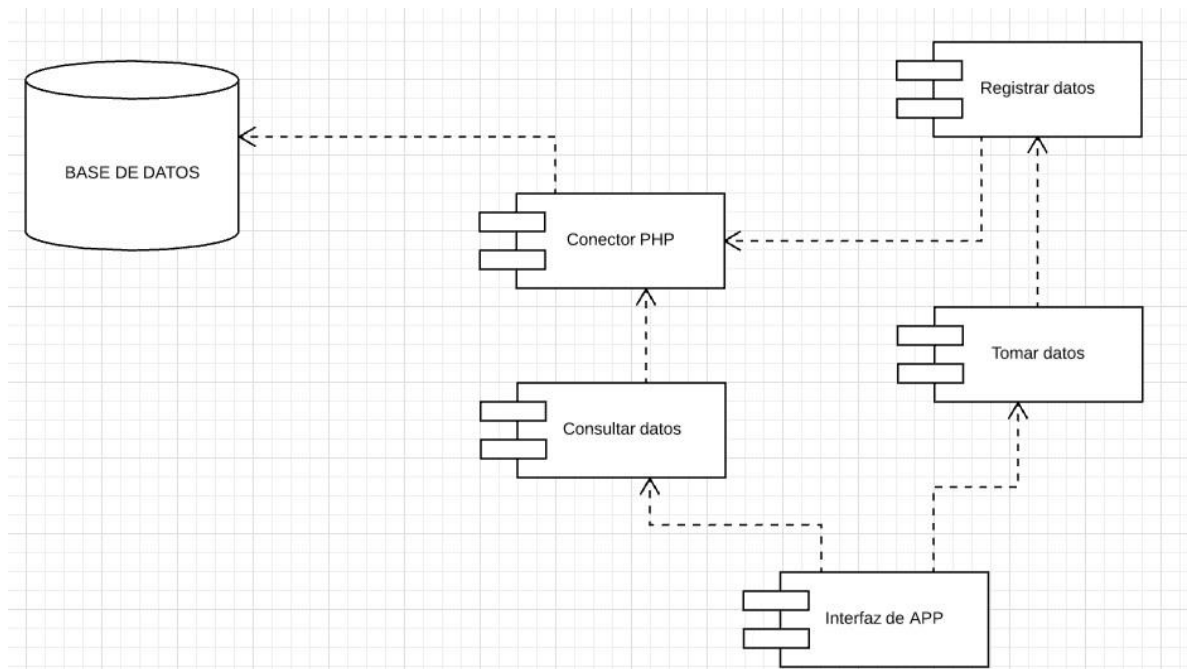 Registrar datos
BASE DE DATOS
Conector PHP
Tomar datos
Consultar datos
Interfaz de APP